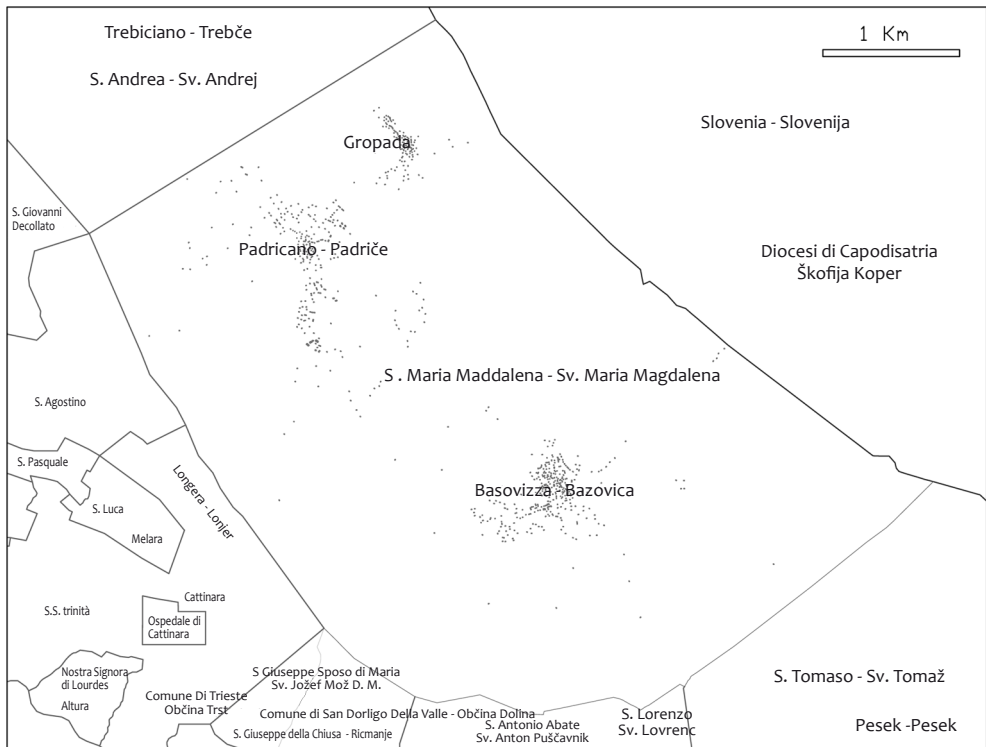 Trebiciano - Trebče
S. Andrea - Sv. Andrej
1 Km
Slovenia - Slovenija
Gropada
S. Giovanni
Decollato
Padricano - Padriče
Diocesi di Capodisatria
Škofija Koper
S . Maria Maddalena - Sv. Maria Magdalena
S. Agostino
S. Pasquale
Longera - Lonjer
S. Luca
Melara
Basovizza - Bazovica
S.S. trinità
Cattinara
Ospedale di
Cattinara
Nostra Signora
di Lourdes
Altura
Comune Di Trieste
Občina Trst
S Giuseppe Sposo di Maria
Sv. Jožef Mož D. M.
Comune di San Dorligo Della Valle - Občina Dolina
S. Giuseppe della Chiusa - Ricmanje
S. Antonio Abate
Sv. Anton Puščavnik
S. Lorenzo
Sv. Lovrenc
S. Tomaso - Sv. Tomaž
Pesek -Pesek